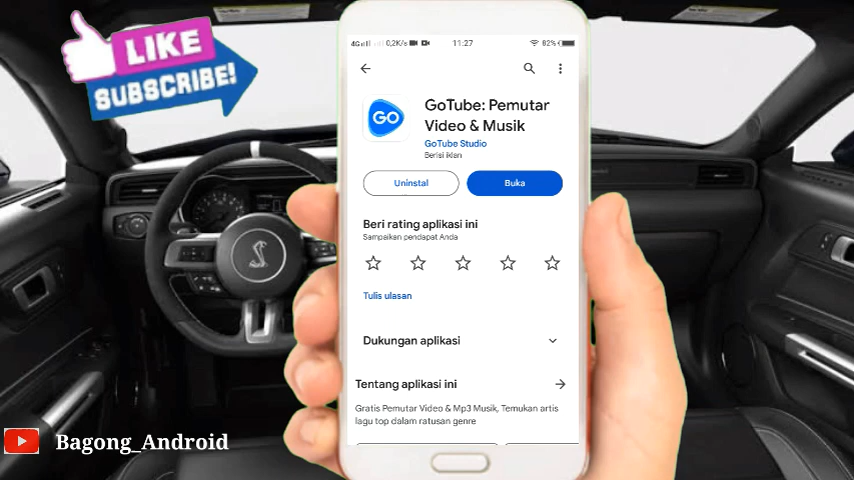 LIKE
SUBSCRIBE!
4G
0,2K/s
11:27
82%
GO
GoTube: Pemutar
Video & Musik
GoTube Studio
Berisi iklan
Uninstal
Buka
Beri rating aplikasi ini
Sampaikan pendapat Anda
Tulis ulasan
Dukungan aplikasi
Tentang aplikasi ini
Gratis Pemutar Video & Mp3 Musik, Temukan artis
lagu top dalam ratusan genre
Bagong_Android